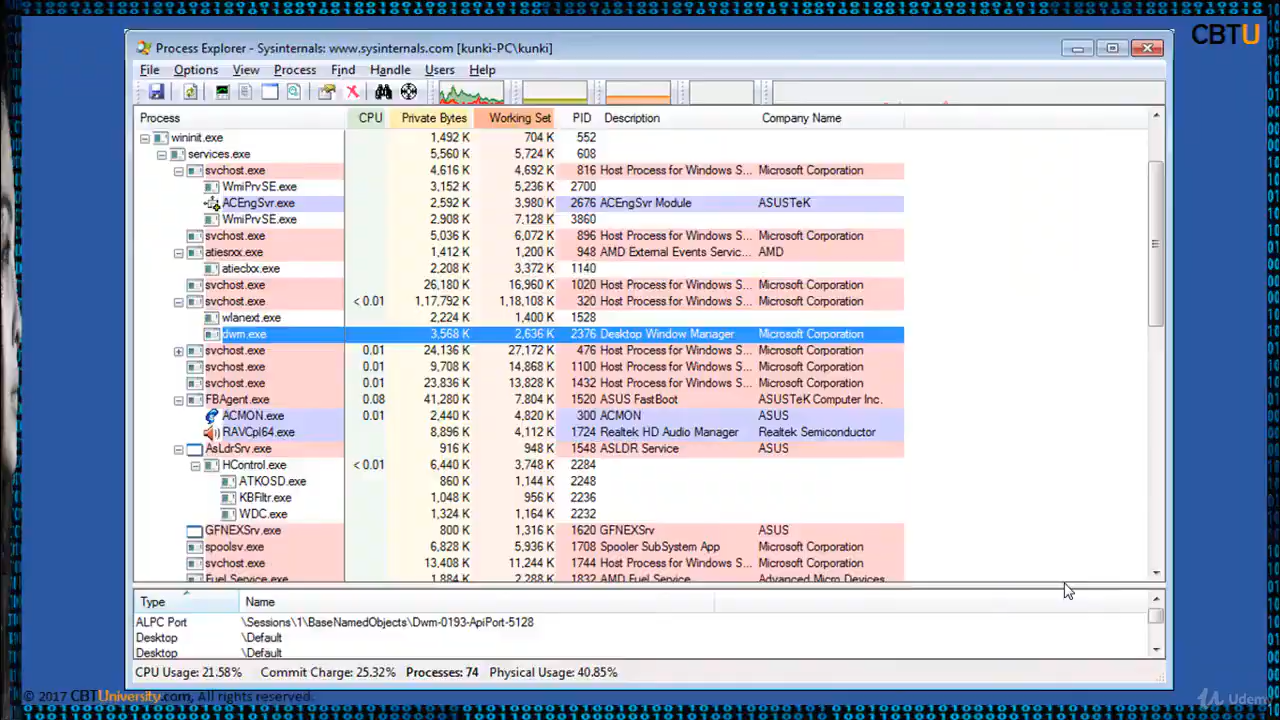 CBTU
Process Explorer - Sysinternals: www.sysinternals.com [kunki-PC\kunki]
File Options View Process Find Handle Users Help
Process CPU Private Bytes Working Set PID Description Company Name
wininit.exe 1,492 K 704 K 552
services.exe 5,560 K 5,724 K 608
svchost.exe 4,616 K 4,692 K 816 Host Process for Windows S... Microsoft Corporation
WmiPrvSE.exe 3,152 K 5,236 K 2700
ACEngSvr.exe 2,592 K 3,980 K 2676 ACEngSvr Module ASUSTeK
WmiPrvSE.exe 2,908 K 7,128 K 3860
svchost.exe 5,036 K 6,072 K 896 Host Process for Windows S... Microsoft Corporation
atiesrxx.exe 1,412 K 1,200 K 948 AMD External Events Servic... AMD
atieclxx.exe 2,208 K 3,372 K 1140
svchost.exe 26,180 K 16,960 K 1020 Host Process for Windows S... Microsoft Corporation
svchost.exe < 0.01 1,17,792 K 1,18,108 K 320 Host Process for Windows S... Microsoft Corporation
wlanext.exe 2,224 K 1,400 K 1528
dwm.exe 3,568 K 2,636 K 2376 Desktop Window Manager Microsoft Corporation
svchost.exe 0.01 24,136 K 27,172 K 476 Host Process for Windows S... Microsoft Corporation
svchost.exe 0.01 9,708 K 14,868 K 1100 Host Process for Windows S... Microsoft Corporation
svchost.exe 0.01 23,836 K 13,828 K 1432 Host Process for Windows S... Microsoft Corporation
FBAgent.exe 0.08 41,280 K 7,804 K 1520 ASUS FastBoot ASUSTeK Computer Inc.
ACMON.exe 0.01 2,440 K 4,820 K 300 ACMON ASUS
RAVCpl64.exe 8,896 K 4,112 K 1724 Realtek HD Audio Manager Realtek Semiconductor
AsLdrSrv.exe 916 K 948 K 1548 ASLDR Service ASUS
HControl.exe < 0.01 6,440 K 3,748 K 2284
ATKOSD.exe 860 K 1,144 K 2248
KBFiltr.exe 1,048 K 956 K 2236
WDC.exe 1,324 K 1,164 K 2232
GFNEXSrv.exe 800 K 1,316 K 1620 GFNEXSrv ASUS
spoolsv.exe 6,828 K 5,936 K 1708 Spooler SubSystem App Microsoft Corporation
svchost.exe 13,408 K 11,244 K 1744 Host Process for Windows S... Microsoft Corporation
Fuel.Service.exe 1,884 K 2,288 K 1832 AMD Fuel Service Advanced Micro Devices
Type Name
ALPC Port \Sessions\1\BaseNamedObjects\Dwm-0193-ApiPort-5128
Desktop \Default
Desktop \Default
CPU Usage: 21.58% Commit Charge: 25.32% Processes: 74 Physical Usage: 40.85%
© 2017 CBTUniversity.com, All rights reserved.
Udemy